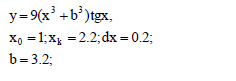 y=9(x³+b³)tgx,
x₀=1;xₖ=2.2;dx=0.2;
b=3.2;